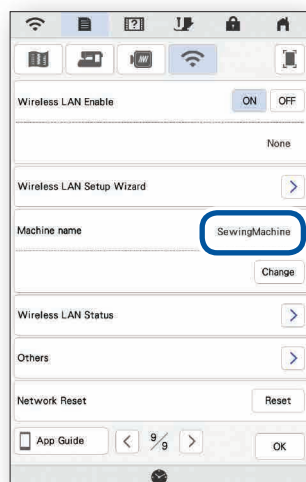 Wireless LAN Enable ON OFF
None
Wireless LAN Setup Wizard
Machine name SewingMachine
Change
Wireless LAN Status
Others
Network Reset Reset
App Guide 9/9 OK